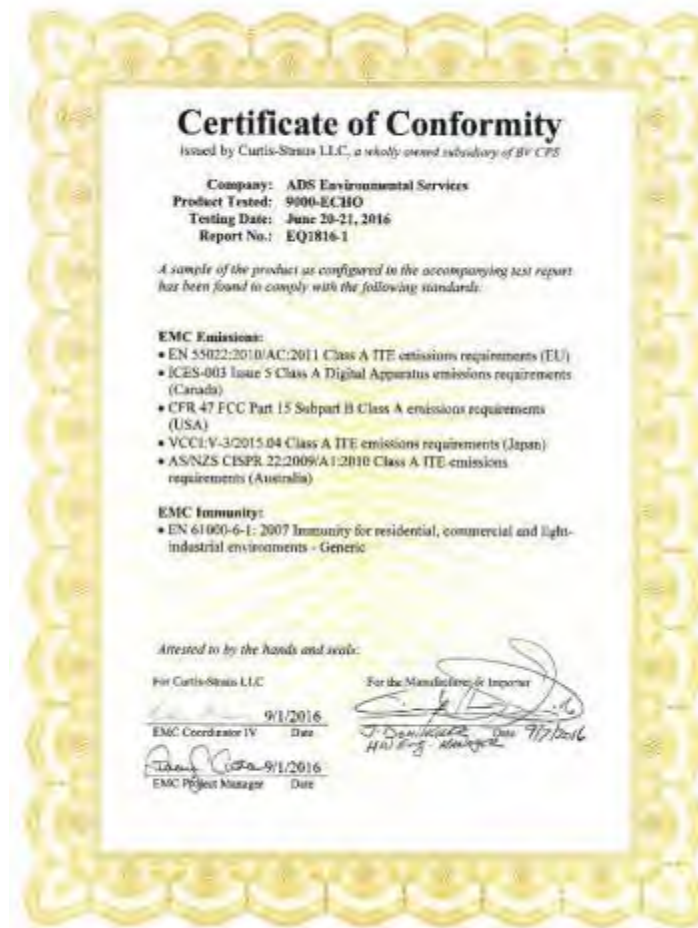 Certificate of Conformity
Issued by Curtis-Straus LLC, a wholly owned subsidiary of BV CPS
Company: ADS Environmental Services
Product Tested: 9000-ECHO
Testing Date: June 20-21, 2016
Report No.: EQ1816-1
A sample of the product as configured in the accompanying test report
has been found to comply with the following standards:
EMC Emissions:
• EN 55022:2010/AC:2011 Class A ITE emissions requirements (EU)
• ICES-003 Issue 5 Class A Digital Apparatus emissions requirements
(Canada)
• CFR 47 FCC Part 15 Subpart B Class A emissions requirements
(USA)
• VCCI:V-3/2015.04 Class A ITE emissions requirements (Japan)
• AS/NZS CISPR 22:2009/A1:2010 Class A ITE emissions
requirements (Australia)
EMC Immunity:
• EN 61000-6-1: 2007 Immunity for residential, commercial and light-
industrial environments - Generic
Attested to by the hands and seals:
For Curtis-Straus LLC
For the Manufacturer & Importer
9/1/2016
EMC Coordinator IV Date
Date 9/7/2016
Manager
9/1/2016
EMC Project Manager Date